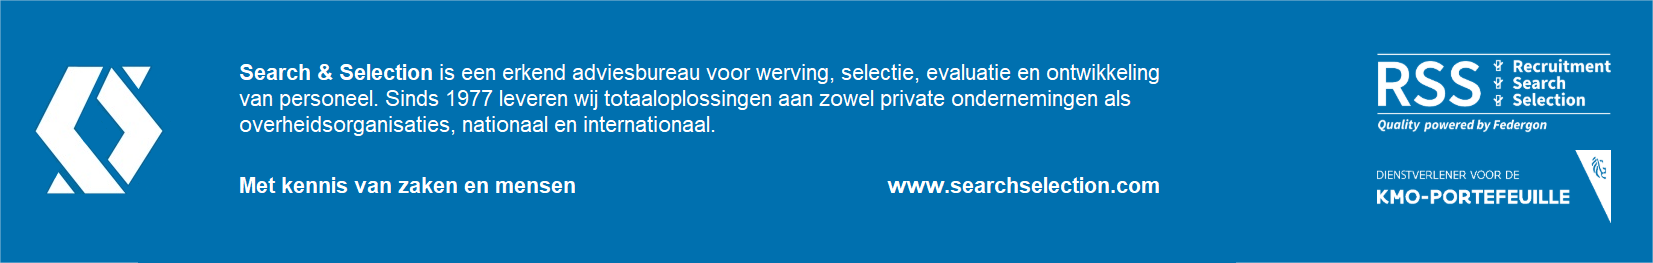 Search & Selection is een erkend adviesbureau voor werving, selectie, evaluatie en ontwikkeling
van personeel. Sinds 1977 leveren wij totaaloplossingen aan zowel private ondernemingen als
overheidsorganisaties, nationaal en internationaal.
Met kennis van zaken en mensen
www.searchselection.com
RSS
Recruitment
Search
Selection
Quality powered by Federgon
DIENSTVERLENER VOOR DE
KMO-PORTEFEUILLE